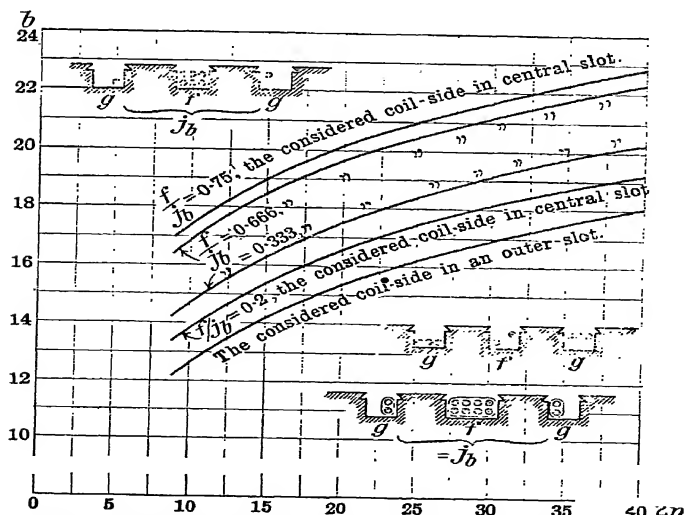 b
24
22
20
18
16
14
12
10
g f g
j_b
f/j_b = 0·75, the considered coil-side in central slot.
f/j_b = 0·666, " " " " " "
" = 0·333, " " " " " "
f/j_b = 0·2, the considered coil-side in central slot
The considered coil-side in an outer slot.
g f g
g f g
= j_b
0 5 10 15 20 25 30 35 40